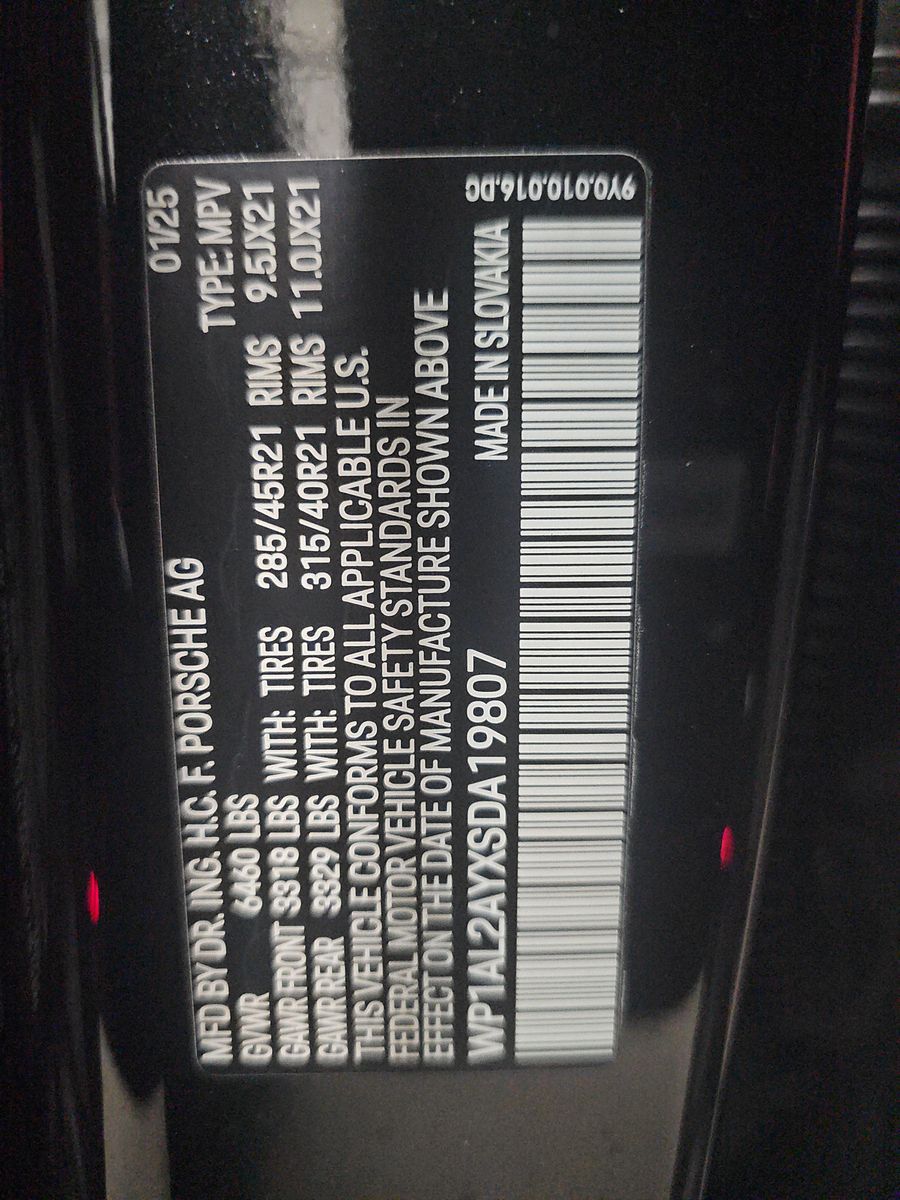 01/25
MFD BY DR. ING. H.C. F. PORSCHE AG
TYPE: MPV
GVWR 6460 LBS
GAWR FRONT 3318 LBS WITH: TIRES 285/45R21 RIMS 9.5JX21
GAWR REAR 3329 LBS WITH: TIRES 315/40R21 RIMS 11.0JX21
THIS VEHICLE CONFORMS TO ALL APPLICABLE U.S.
FEDERAL MOTOR VEHICLE SAFETY STANDARDS IN
EFFECT ON THE DATE OF MANUFACTURE SHOWN ABOVE
WP1AL2AYXSDA19807 MADE IN SLOVAKIA
9Y0.010.016.DC